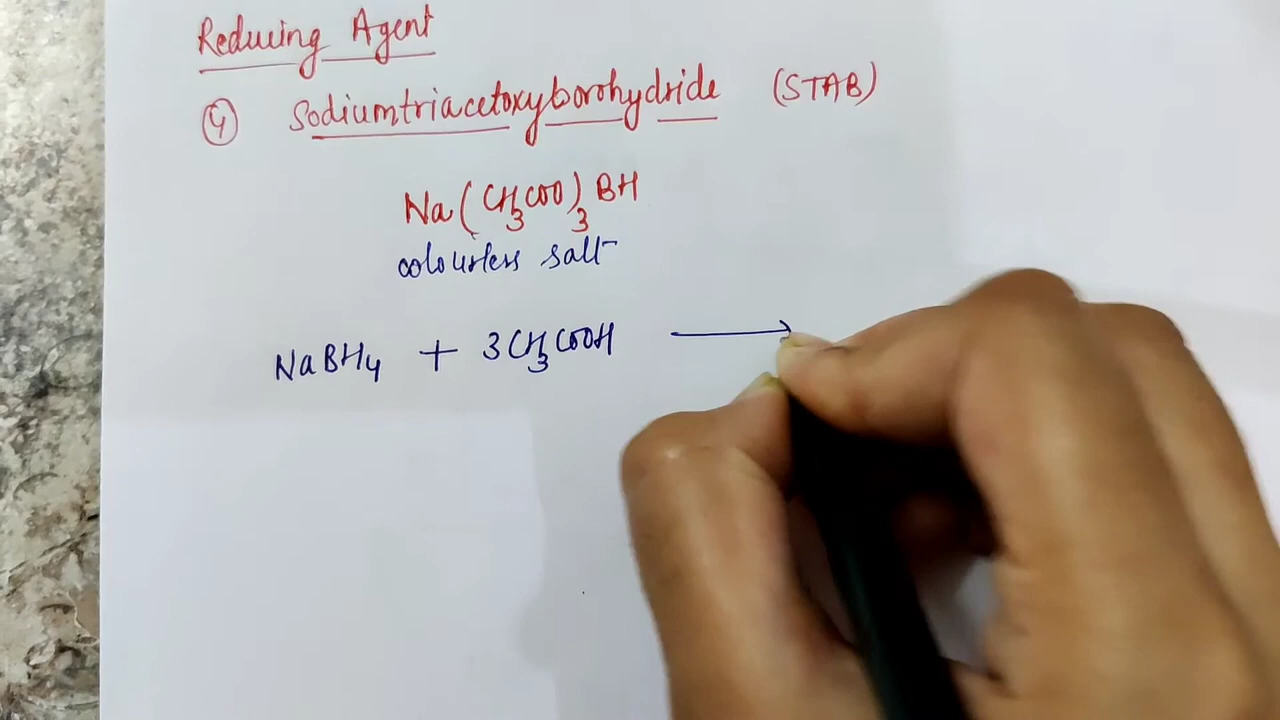 Reducing Agent
④ Sodiumtriacetoxyborohydride (STAB)
Na(CH₃COO)₃BH
colourless salt
NaBH₄ + 3CH₃COOH ⟶